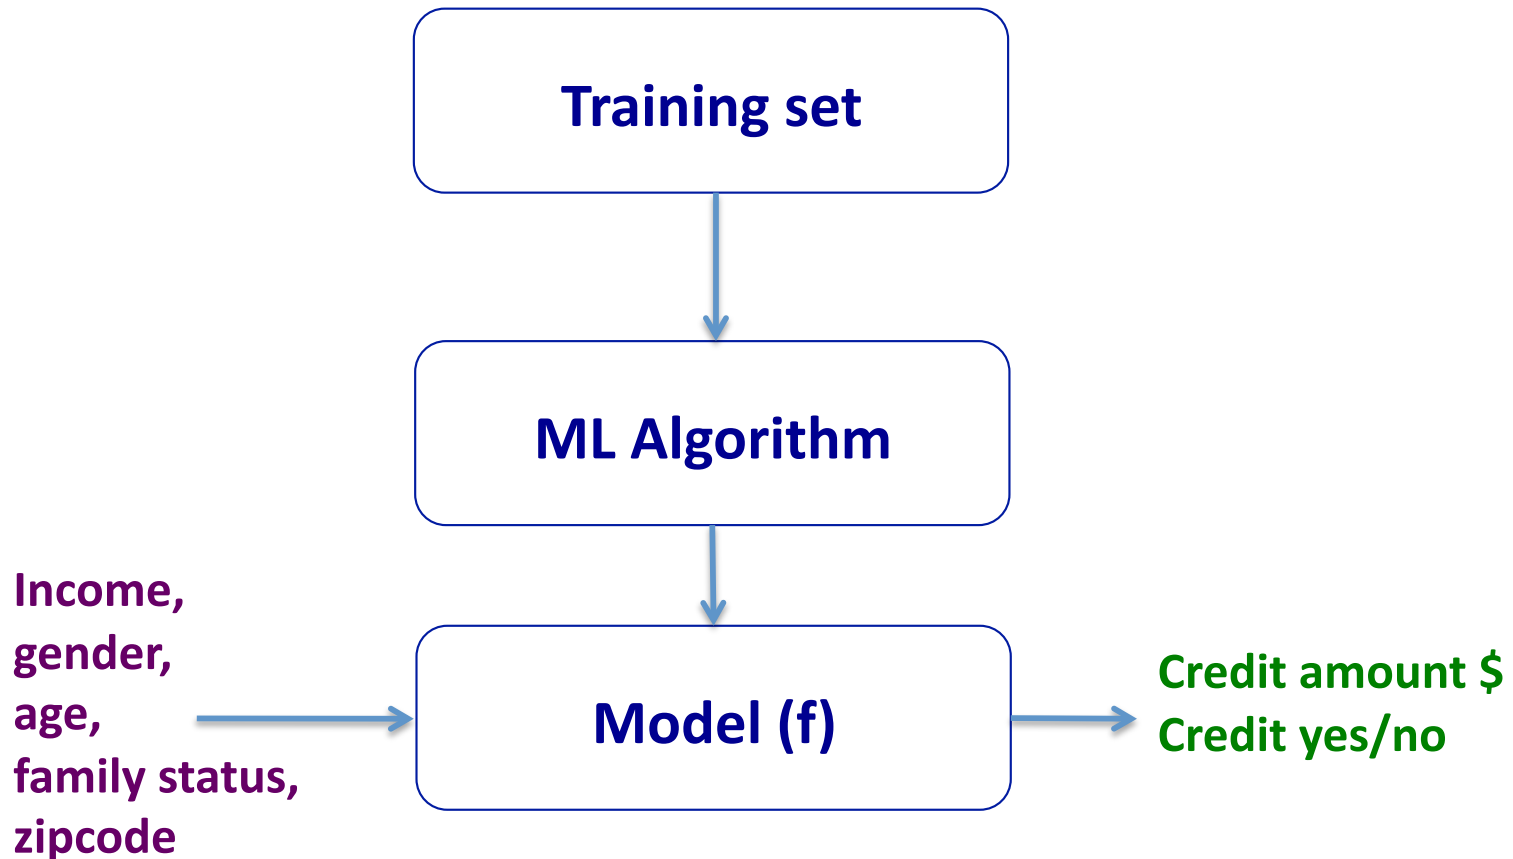 Training set
ML Algorithm
Income,
gender,
age,
family status,
zipcode
Model (f)
Credit amount $
Credit yes/no